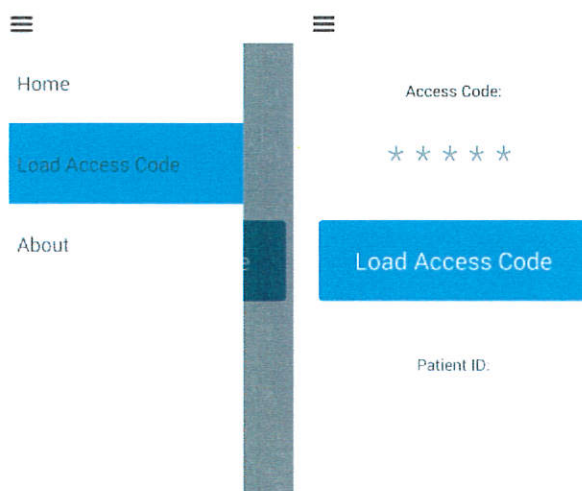 Home
Load Access Code
About
e
Access Code:
* * * * *
Load Access Code
Patient ID: